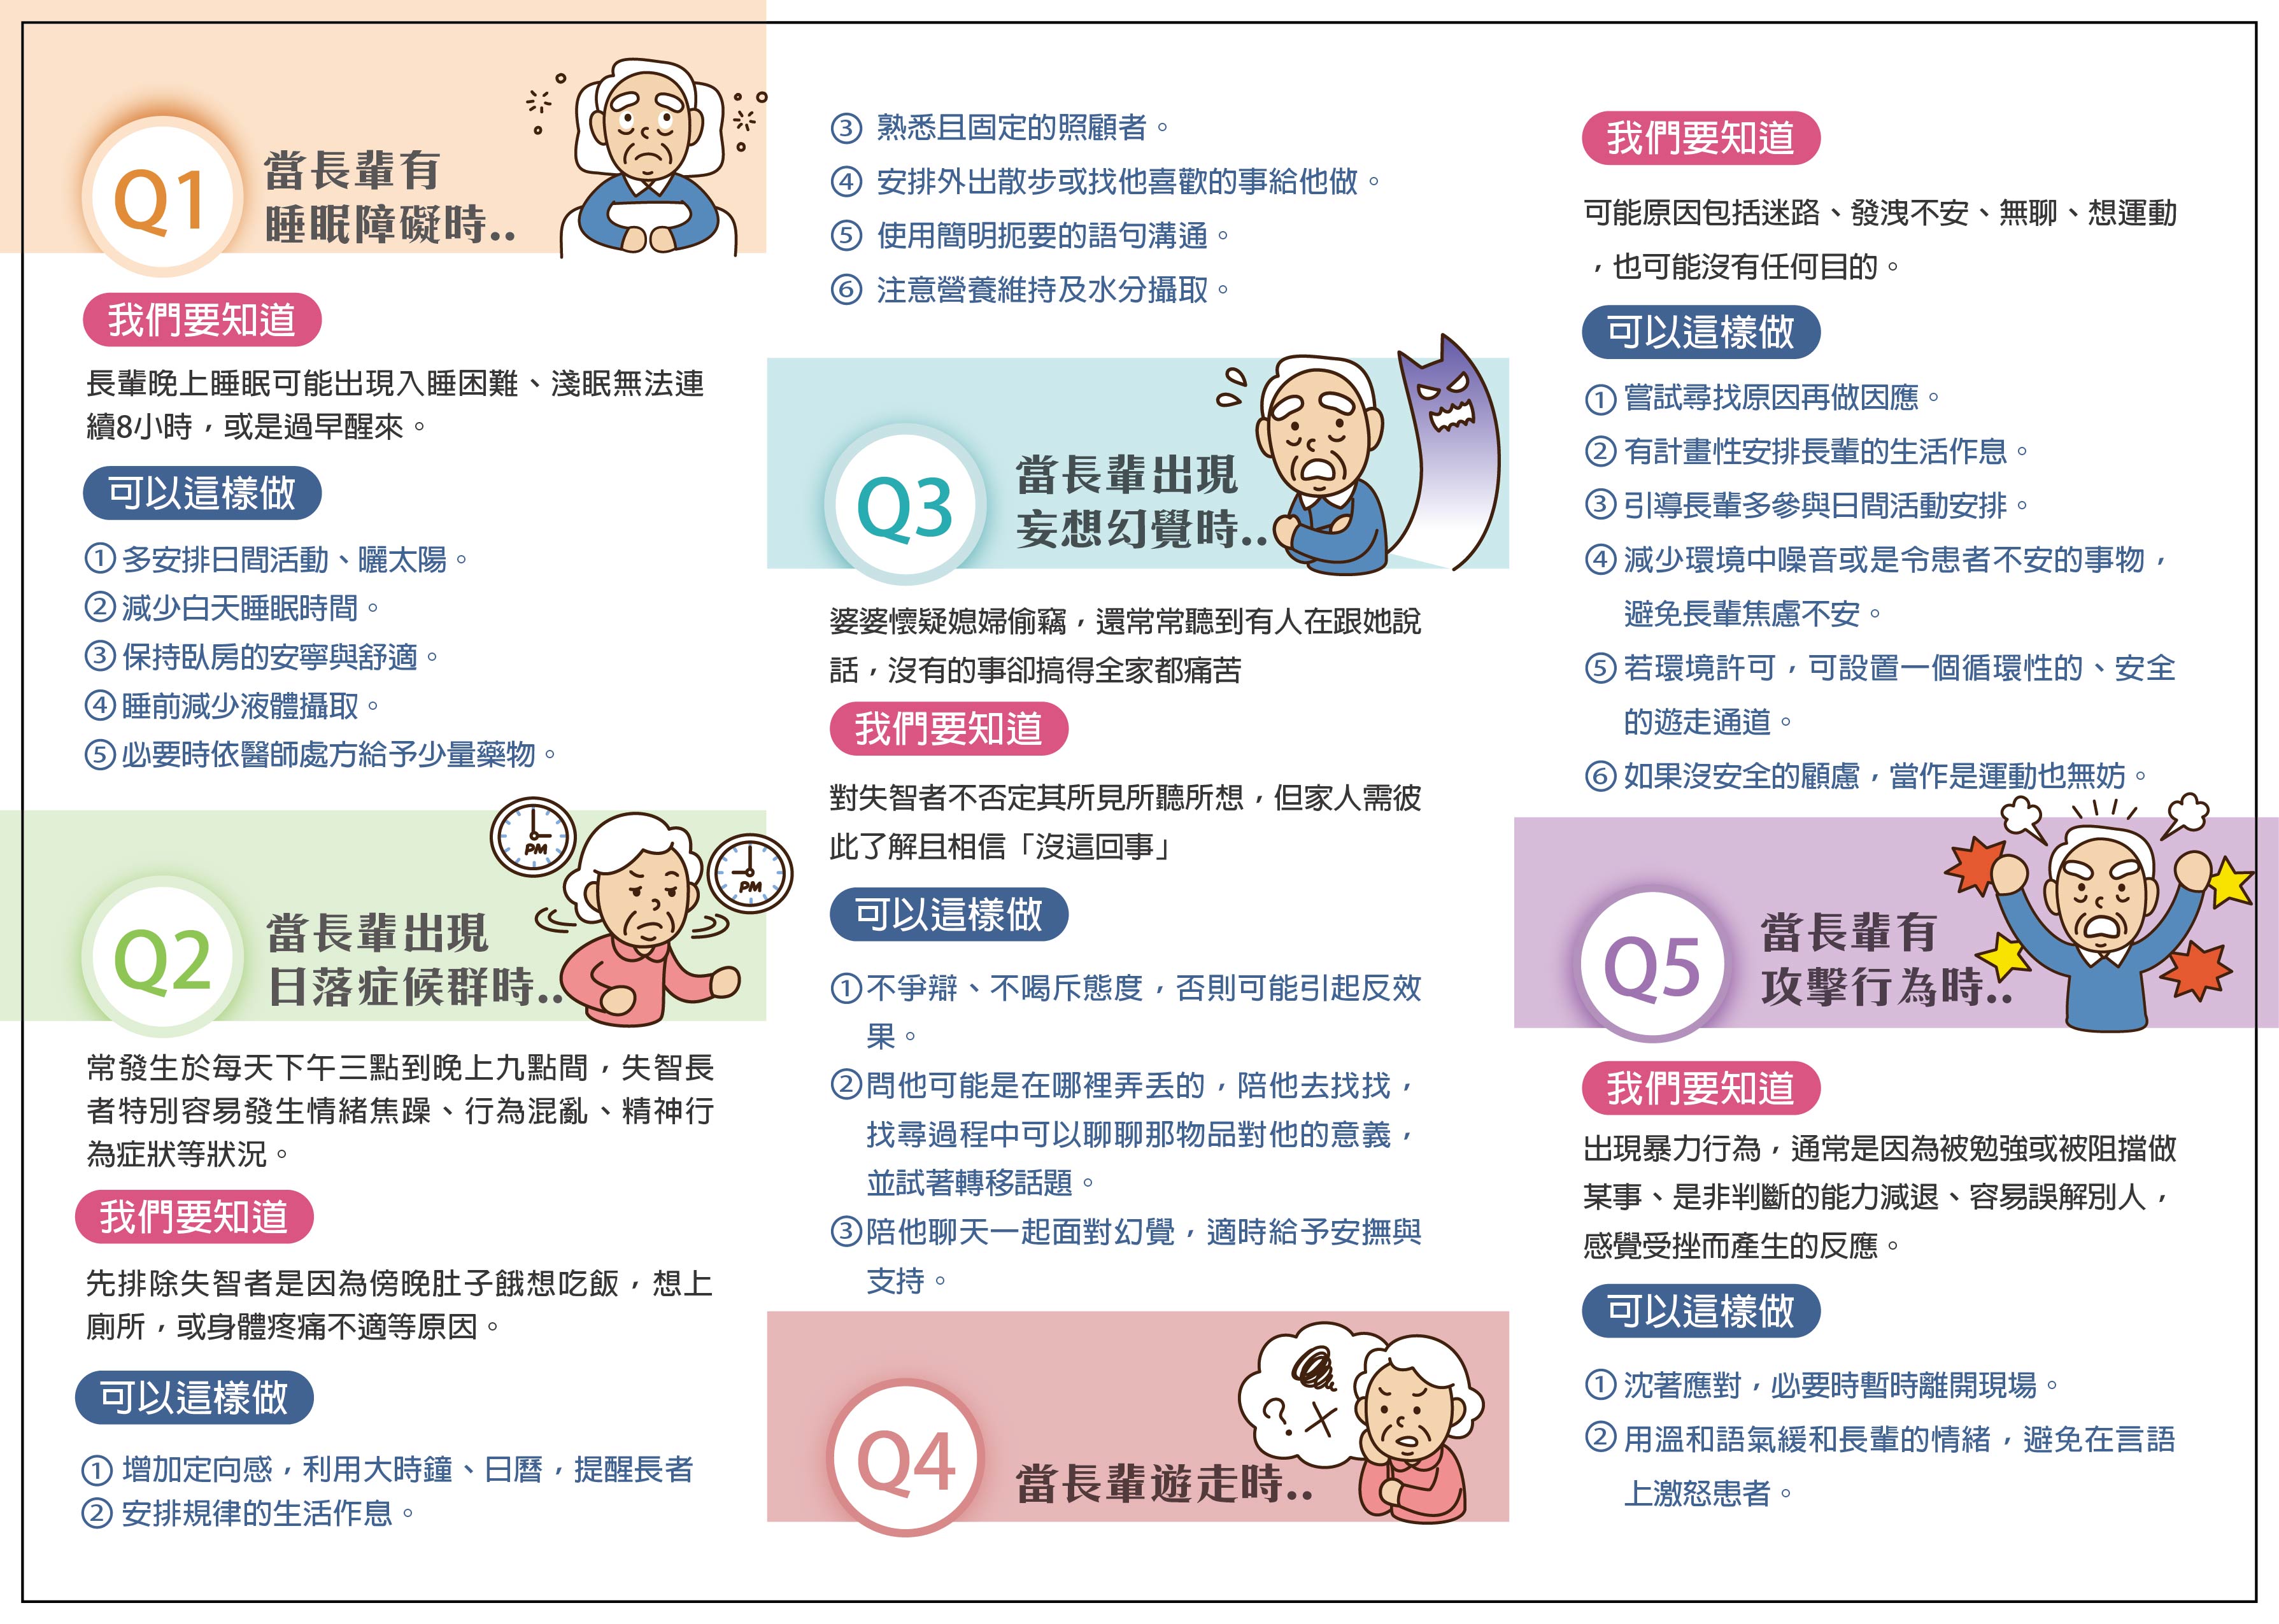 Q1
當長輩有
睡眠障礙時..
我們要知道
長輩晚上睡眠可能出現入睡困難、淺眠無法連
續8小時，或是過早醒來。
可以這樣做
①多安排日間活動、曬太陽。
②減少白天睡眠時間。
③保持臥房的安寧與舒適。
④睡前減少液體攝取。
⑤必要時依醫師處方給予少量藥物。
PM
PM
Q2
當長輩出現
日落症候群時..
常發生於每天下午三點到晚上九點間，失智長
者特別容易發生情緒焦躁、行為混亂、精神行
為症狀等狀況。
我們要知道
先排除失智者是因為傍晚肚子餓想吃飯，想上
廁所，或身體疼痛不適等原因。
可以這樣做
① 增加定向感，利用大時鐘、日曆，提醒長者
② 安排規律的生活作息。
③ 熟悉且固定的照顧者。
④ 安排外出散步或找他喜歡的事給他做。
⑤ 使用簡明扼要的語句溝通。
⑥ 注意營養維持及水分攝取。
Q3
當長輩出現
妄想幻覺時..
婆婆懷疑媳婦偷竊，還常常聽到有人在跟她說
話，沒有的事卻搞得全家都痛苦
我們要知道
對失智者不否定其所見所聽所想，但家人需彼
此了解且相信「沒這回事」
可以這樣做
①不爭辯、不喝斥態度，否則可能引起反效
果。
②問他可能是在哪裡弄丟的，陪他去找找，
找尋過程中可以聊聊那物品對他的意義，
並試著轉移話題。
③陪他聊天一起面對幻覺，適時給予安撫與
支持。
Q4
當長輩遊走時..
? X
我們要知道
可能原因包括迷路、發洩不安、無聊、想運動
，也可能沒有任何目的。
可以這樣做
① 嘗試尋找原因再做因應。
② 有計畫性安排長輩的生活作息。
③ 引導長輩多參與日間活動安排。
④ 減少環境中噪音或是令患者不安的事物，
避免長輩焦慮不安。
⑤ 若環境許可，可設置一個循環性的、安全
的遊走通道。
⑥ 如果沒安全的顧慮，當作是運動也無妨。
Q5
當長輩有
攻擊行為時..
我們要知道
出現暴力行為，通常是因為被勉強或被阻擋做
某事、是非判斷的能力減退、容易誤解別人，
感覺受挫而產生的反應。
可以這樣做
① 沈著應對，必要時暫時離開現場。
② 用溫和語氣緩和長輩的情緒，避免在言語
上激怒患者。